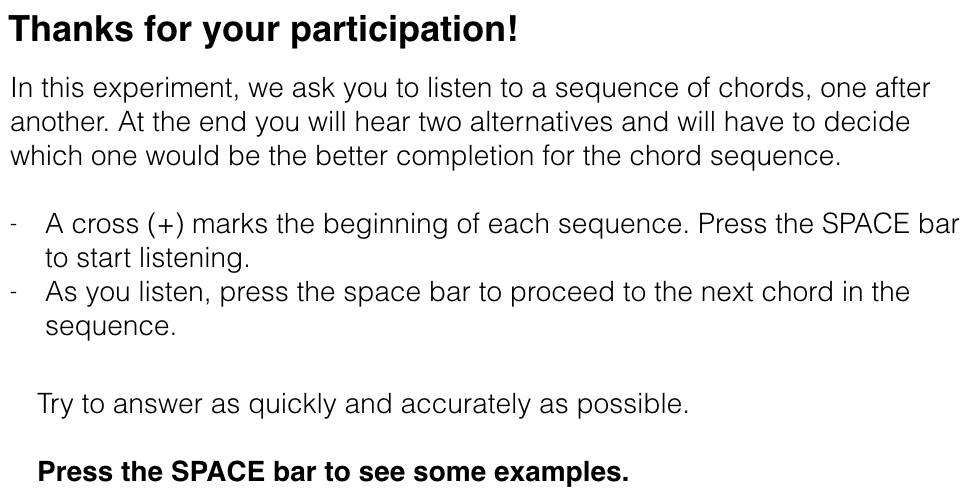 Thanks for your participation!
In this experiment, we ask you to listen to a sequence of chords, one after
another. At the end you will hear two alternatives and will have to decide
which one would be the better completion for the chord sequence.
- A cross (+) marks the beginning of each sequence. Press the SPACE bar
to start listening.
- As you listen, press the space bar to proceed to the next chord in the
sequence.
Try to answer as quickly and accurately as possible.
Press the SPACE bar to see some examples.